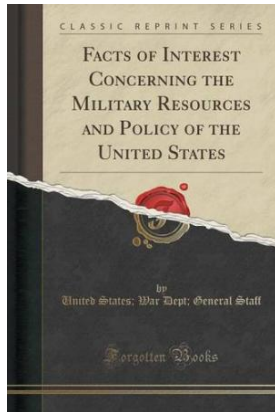 CLASSIC REPRINT SERIES
FACTS OF INTEREST
CONCERNING THE
MILITARY RESOURCES
AND POLICY OF THE
UNITED STATES
by
United States; War Dept; General Staff
Forgotten Books